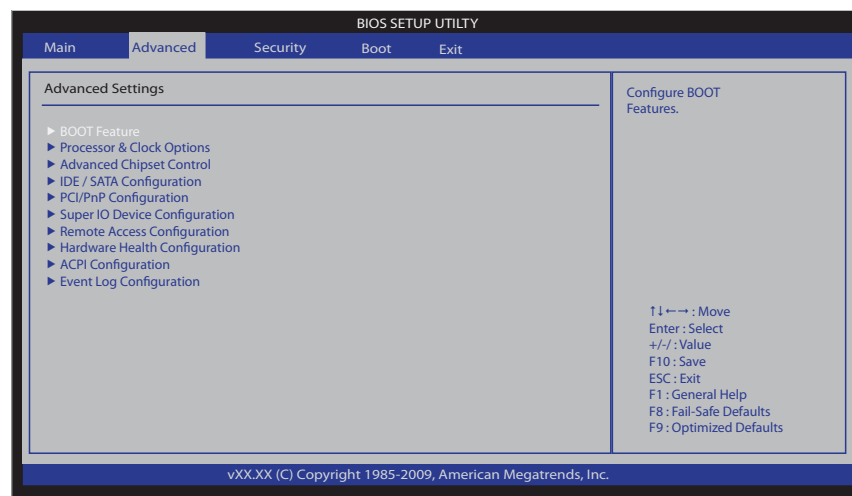 BIOS SETUP UTILTY
Main Advanced Security Boot Exit
Advanced Settings
▶ BOOT Feature
▶ Processor & Clock Options
▶ Advanced Chipset Control
▶ IDE / SATA Configuration
▶ PCI/PnP Configuration
▶ Super IO Device Configuration
▶ Remote Access Configuration
▶ Hardware Health Configuration
▶ ACPI Configuration
▶ Event Log Configuration
Configure BOOT
Features.
↑↓←→ : Move
Enter : Select
+/-/ : Value
F10 : Save
ESC : Exit
F1 : General Help
F8 : Fail-Safe Defaults
F9 : Optimized Defaults
vXX.XX (C) Copyright 1985-2009, American Megatrends, Inc.